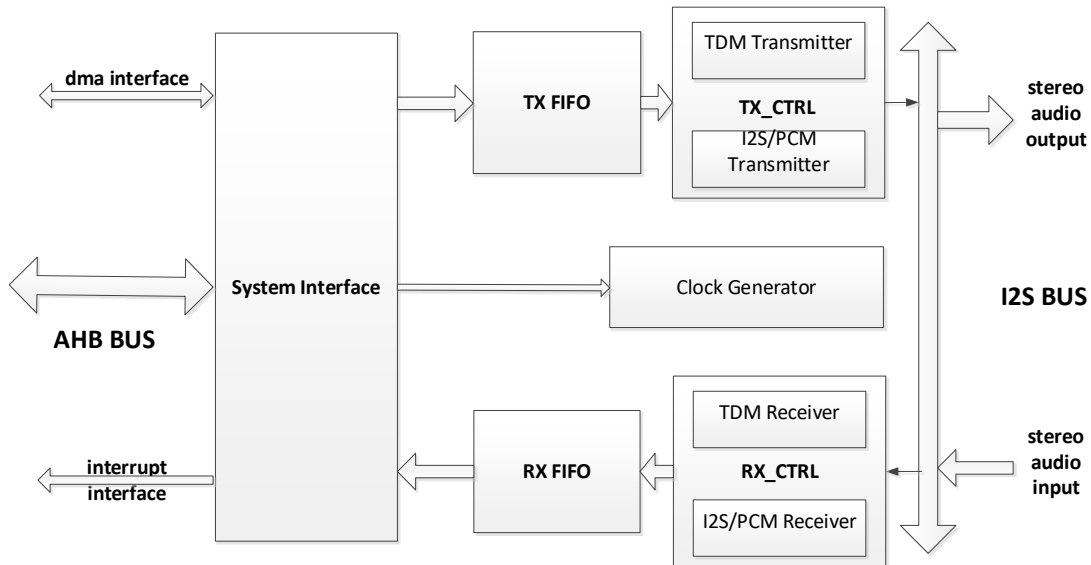 dma interface
AHB BUS
interrupt
interface
System Interface
TX FIFO
TDM Transmitter
TX_CTRL
I2S/PCM
Transmitter
Clock Generator
RX FIFO
TDM Receiver
RX_CTRL
I2S/PCM Receiver
stereo
audio
output
I2S BUS
stereo
audio
input